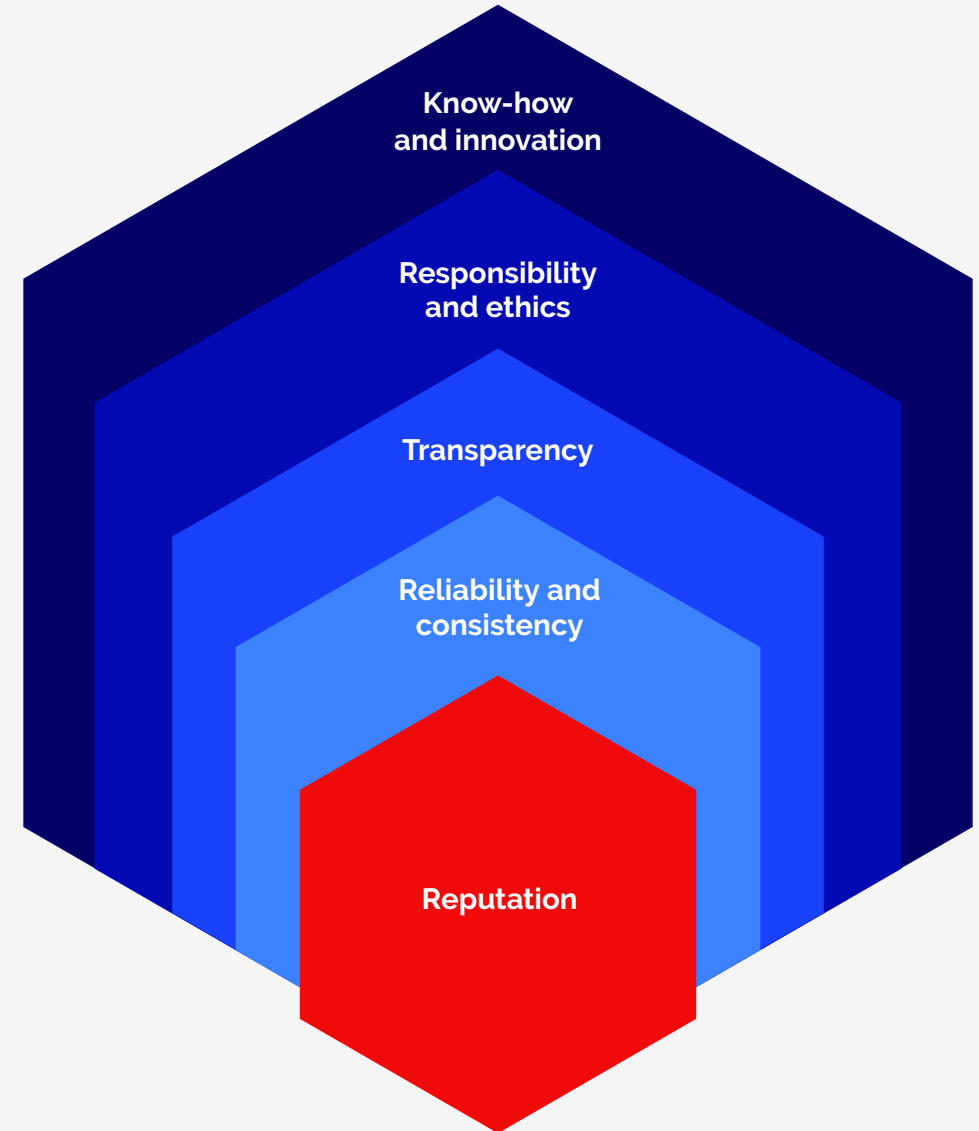 Know-how
and innovation
Responsibility
and ethics
Transparency
Reliability and
consistency
Reputation